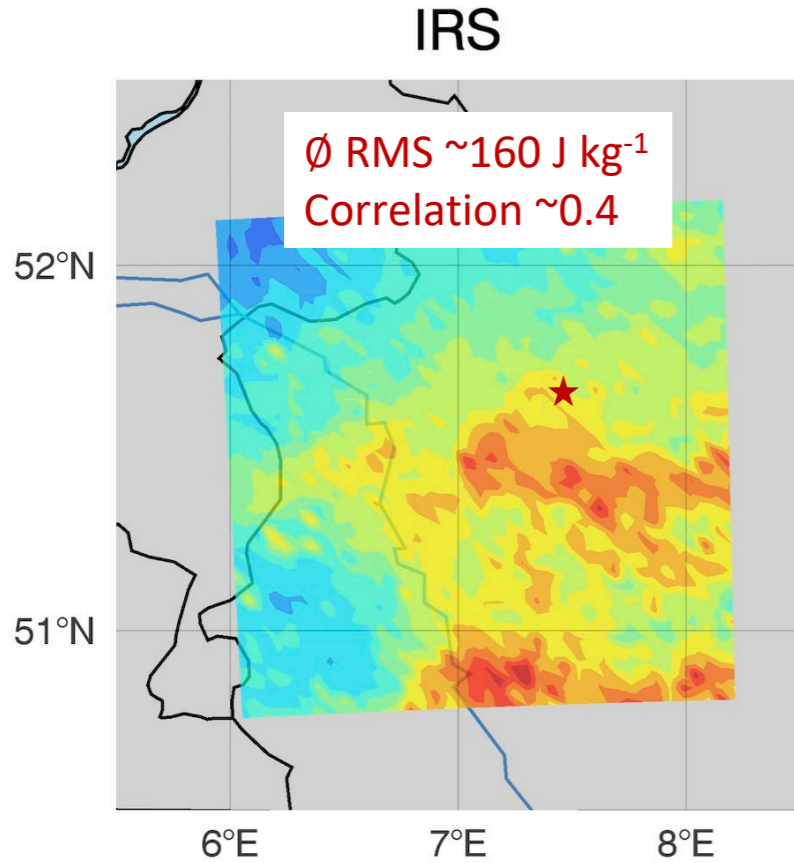 IRS
Ø RMS ~160 J kg⁻¹
Correlation ~0.4
52°N
51°N
6°E 7°E 8°E